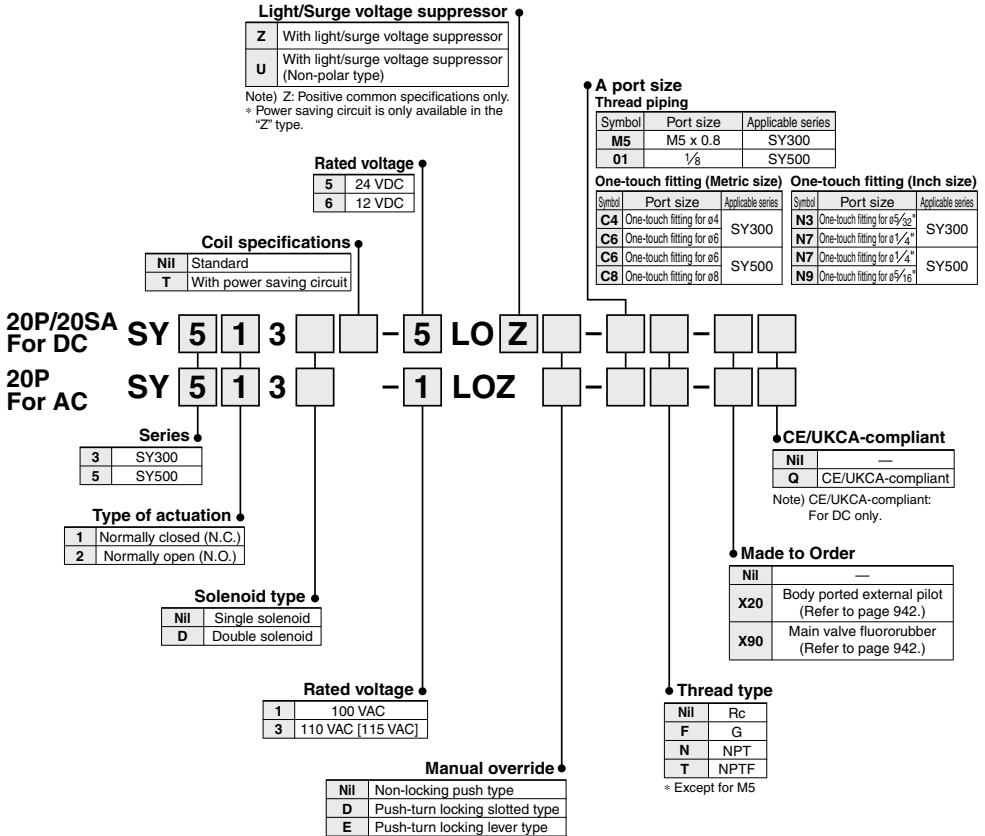 Light/Surge voltage suppressor
Z With light/surge voltage suppressor
U With light/surge voltage suppressor
(Non-polar type)
Note) Z: Positive common specifications only.
* Power saving circuit is only available in the
“Z” type.
Rated voltage
5 24 VDC
6 12 VDC
Coil specifications
Nil Standard
T With power saving circuit
A port size
Thread piping
Symbol Port size Applicable series
M5 M5 x 0.8 SY300
01 1/8 SY500
One-touch fitting (Metric size)
Symbol Port size Applicable series
C4 One-touch fitting for ø4 SY300
C6 One-touch fitting for ø6
C6 One-touch fitting for ø6 SY500
C8 One-touch fitting for ø8
One-touch fitting (Inch size)
Symbol Port size Applicable series
N3 One-touch fitting for ø5/32" SY300
N7 One-touch fitting for ø1/4"
N7 One-touch fitting for ø1/4" SY500
N9 One-touch fitting for ø5/16"
20P/20SA
For DC
SY 5 1 3 - 5 LO Z - -
20P
For AC
SY 5 1 3 - 1 LOZ - -
Series
3 SY300
5 SY500
Type of actuation
1 Normally closed (N.C.)
2 Normally open (N.O.)
Solenoid type
Nil Single solenoid
D Double solenoid
Rated voltage
1 100 VAC
3 110 VAC [115 VAC]
Manual override
Nil Non-locking push type
D Push-turn locking slotted type
E Push-turn locking lever type
CE/UKCA-compliant
Nil —
Q CE/UKCA-compliant
Note) CE/UKCA-compliant:
For DC only.
Made to Order
Nil —
X20 Body ported external pilot
(Refer to page 942.)
X90 Main valve fluororubber
(Refer to page 942.)
Thread type
Nil Rc
F G
N NPT
T NPTF
* Except for M5